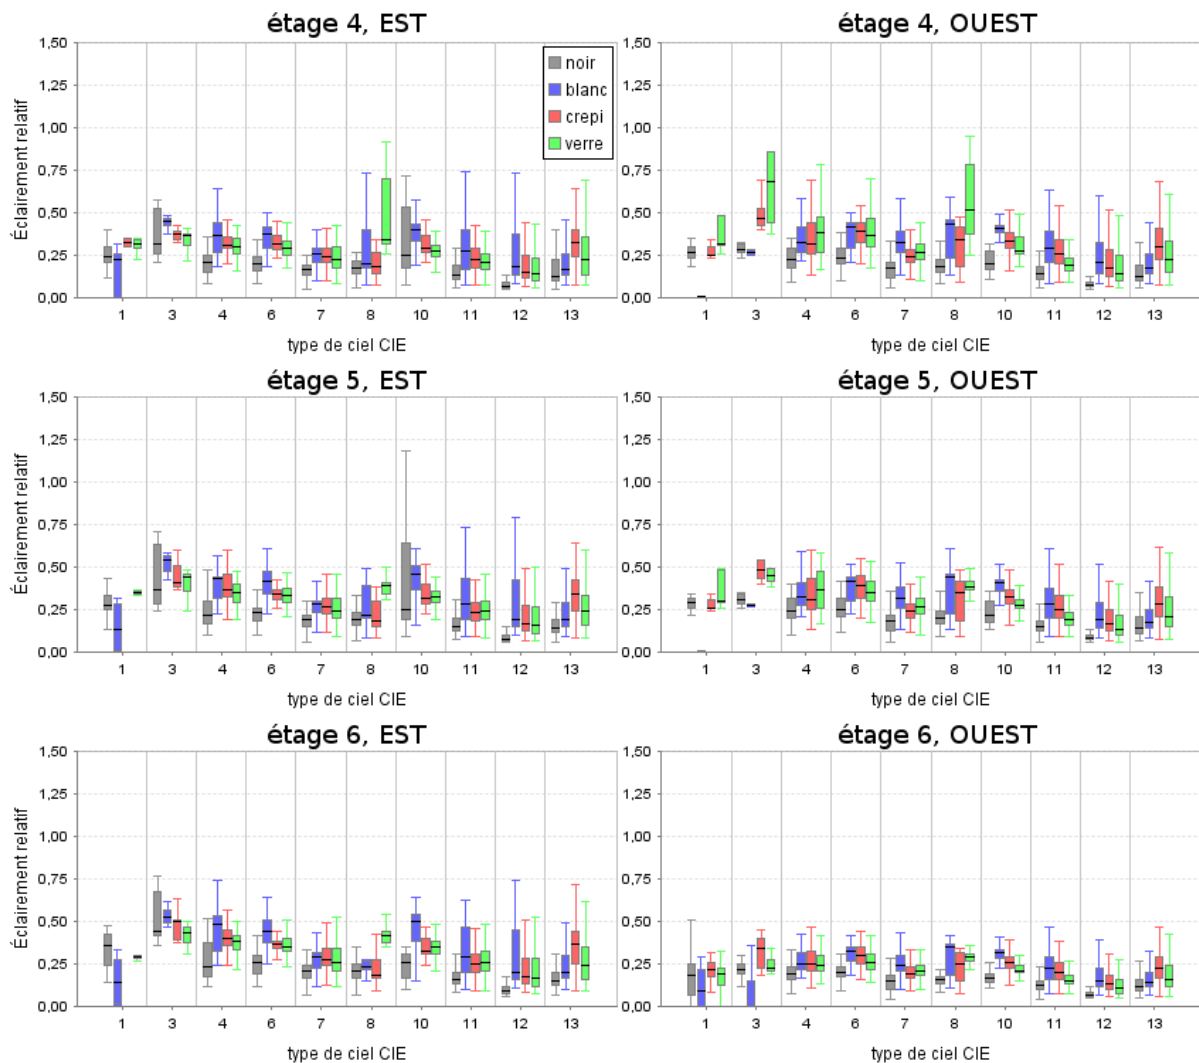 étage 4, EST
étage 4, OUEST
1,50
1,25
1,00
0,75
0,50
0,25
0,00
Éclairement relatif
noir
blanc
crepi
verre
1,50
1,25
1,00
0,75
0,50
0,25
0,00
1 3 4 6 7 8 10 11 12 13
1 3 4 6 7 8 10 11 12 13
type de ciel CIE
type de ciel CIE
étage 5, EST
étage 5, OUEST
1,50
1,25
1,00
0,75
0,50
0,25
0,00
Éclairement relatif
1,50
1,25
1,00
0,75
0,50
0,25
0,00
1 3 4 6 7 8 10 11 12 13
1 3 4 6 7 8 10 11 12 13
type de ciel CIE
type de ciel CIE
étage 6, EST
étage 6, OUEST
1,50
1,25
1,00
0,75
0,50
0,25
0,00
Éclairement relatif
1,50
1,25
1,00
0,75
0,50
0,25
0,00
1 3 4 6 7 8 10 11 12 13
1 3 4 6 7 8 10 11 12 13
type de ciel CIE
type de ciel CIE